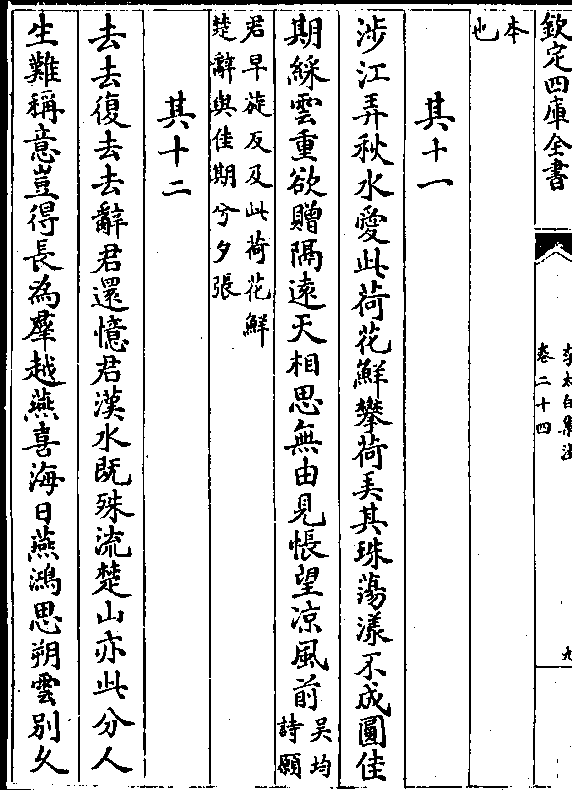 欽定四庫全書
李太白集注
卷二十四
九
本
也
其十一
涉江弄秋水愛此荷花鮮攀荷弄其珠蕩漾不成圓佳
期綵雲重欲贈隔遠天相思無由見悵望涼風前
吳均
詩願
君早旋反及此荷花鮮
楚辭與佳期兮夕張
其十二
去去復去去辭君還憶君漢水既殊流楚山亦此分人
生難稱意豈得長為羣越燕喜海日燕鴻思朔雲別久